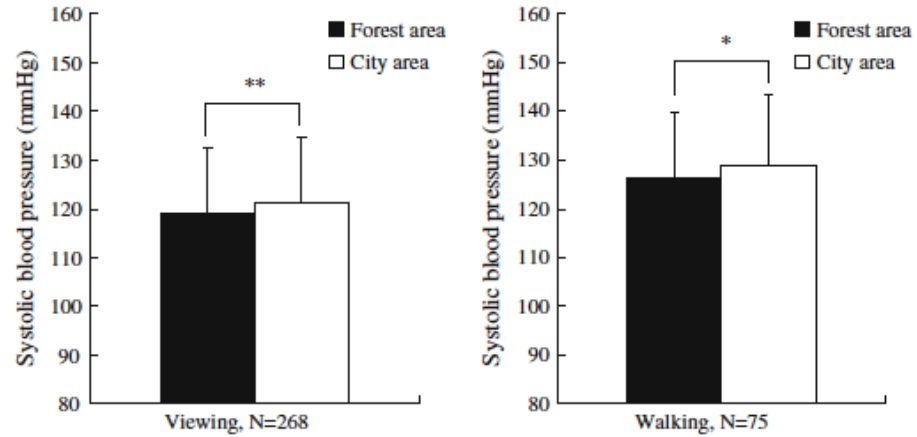 Systolic blood pressure (mmHg)
160
150
140
130
120
110
100
90
80
Forest area
City area
**
Viewing, N=268
Systolic blood pressure (mmHg)
160
150
140
130
120
110
100
90
80
Forest area
City area
*
Walking, N=75